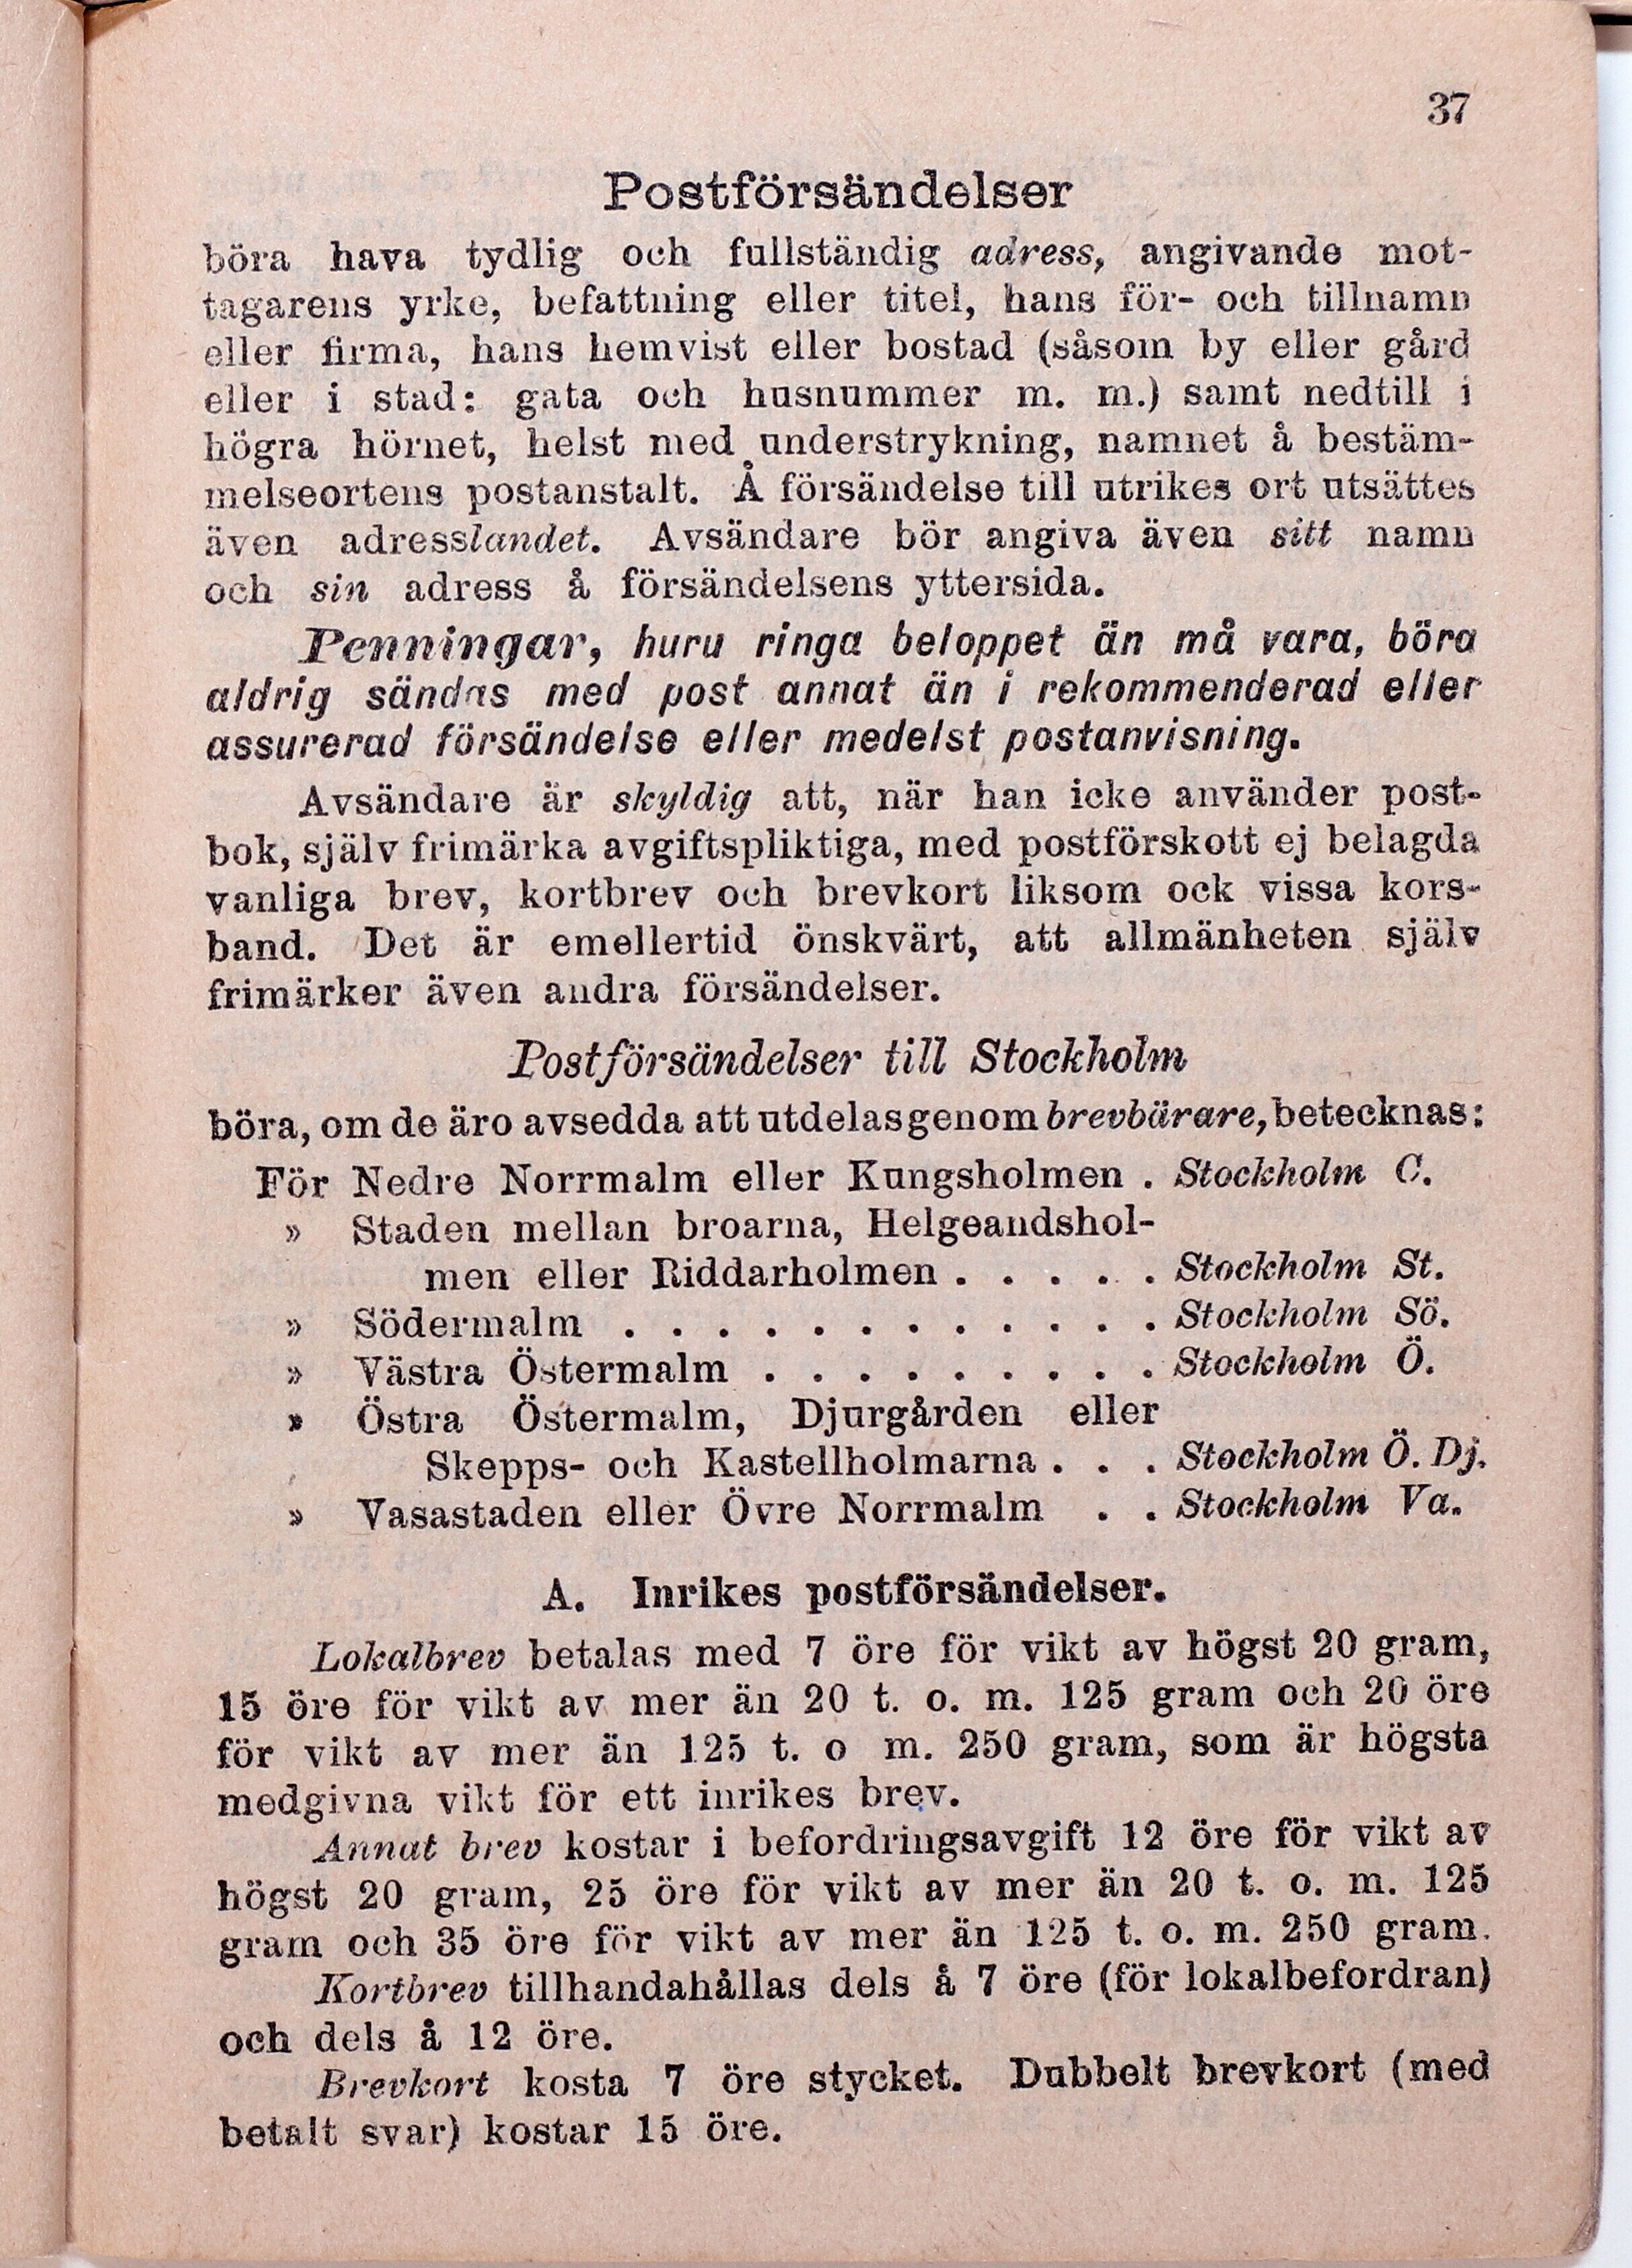 37
Postförsändelser
böra hava tydlig och fullständig adress, angivande mot-
tagarens yrke, befattning eller titel, hans för- och tillnamn
eller firma, hans hemvist eller bostad (såsom by eller gård
eller i stad: gata och husnummer m. m.) samt nedtill i
högra hörnet, helst med understrykning, namnet å bestäm-
melseortens postanstalt. Å försändelse till utrikes ort utsättes
även adresslandet. Avsändare bör angiva även sitt namn
och sin adress å försändelsens yttersida.
Penningar, huru ringa beloppet än må vara, böra
aldrig sändas med post annat än i rekommenderad eller
assurerad försändelse eller medelst postanvisning.
Avsändare är skyldig att, när han icke använder post-
bok, själv frimärka avgiftspliktiga, med postförskott ej belagda
vanliga brev, kortbrev och brevkort liksom ock vissa kors-
band. Det är emellertid önskvärt, att allmänheten själv
frimärker även andra försändelser.
Postförsändelser till Stockholm
böra, om de äro avsedda att utdelas genom brevbärare, betecknas:
För Nedre Norrmalm eller Kungsholmen . Stockholm C.
» Staden mellan broarna, Helgeandshol-
men eller Riddarholmen . . . . . Stockholm St.
» Södermalm . . . . . . . . . . . . Stockholm Sö.
» Västra Östermalm . . . . . . . . . Stockholm Ö.
» Östra Östermalm, Djurgården eller
Skepps- och Kastellholmarna . . . Stockholm Ö. Dj.
» Vasastaden eller Övre Norrmalm . . Stockholm Va.
A. Inrikes postförsändelser.
Lokalbrev betalas med 7 öre för vikt av högst 20 gram,
15 öre för vikt av mer än 20 t. o. m. 125 gram och 20 öre
för vikt av mer än 125 t. o m. 250 gram, som är högsta
medgivna vikt för ett inrikes brev.
Annat brev kostar i befordringsavgift 12 öre för vikt av
högst 20 gram, 25 öre för vikt av mer än 20 t. o. m. 125
gram och 35 öre för vikt av mer än 125 t. o. m. 250 gram.
Kortbrev tillhandahållas dels å 7 öre (för lokalbefordran)
och dels å 12 öre.
Brevkort kosta 7 öre stycket. Dubbelt brevkort (med
betalt svar) kostar 15 öre.